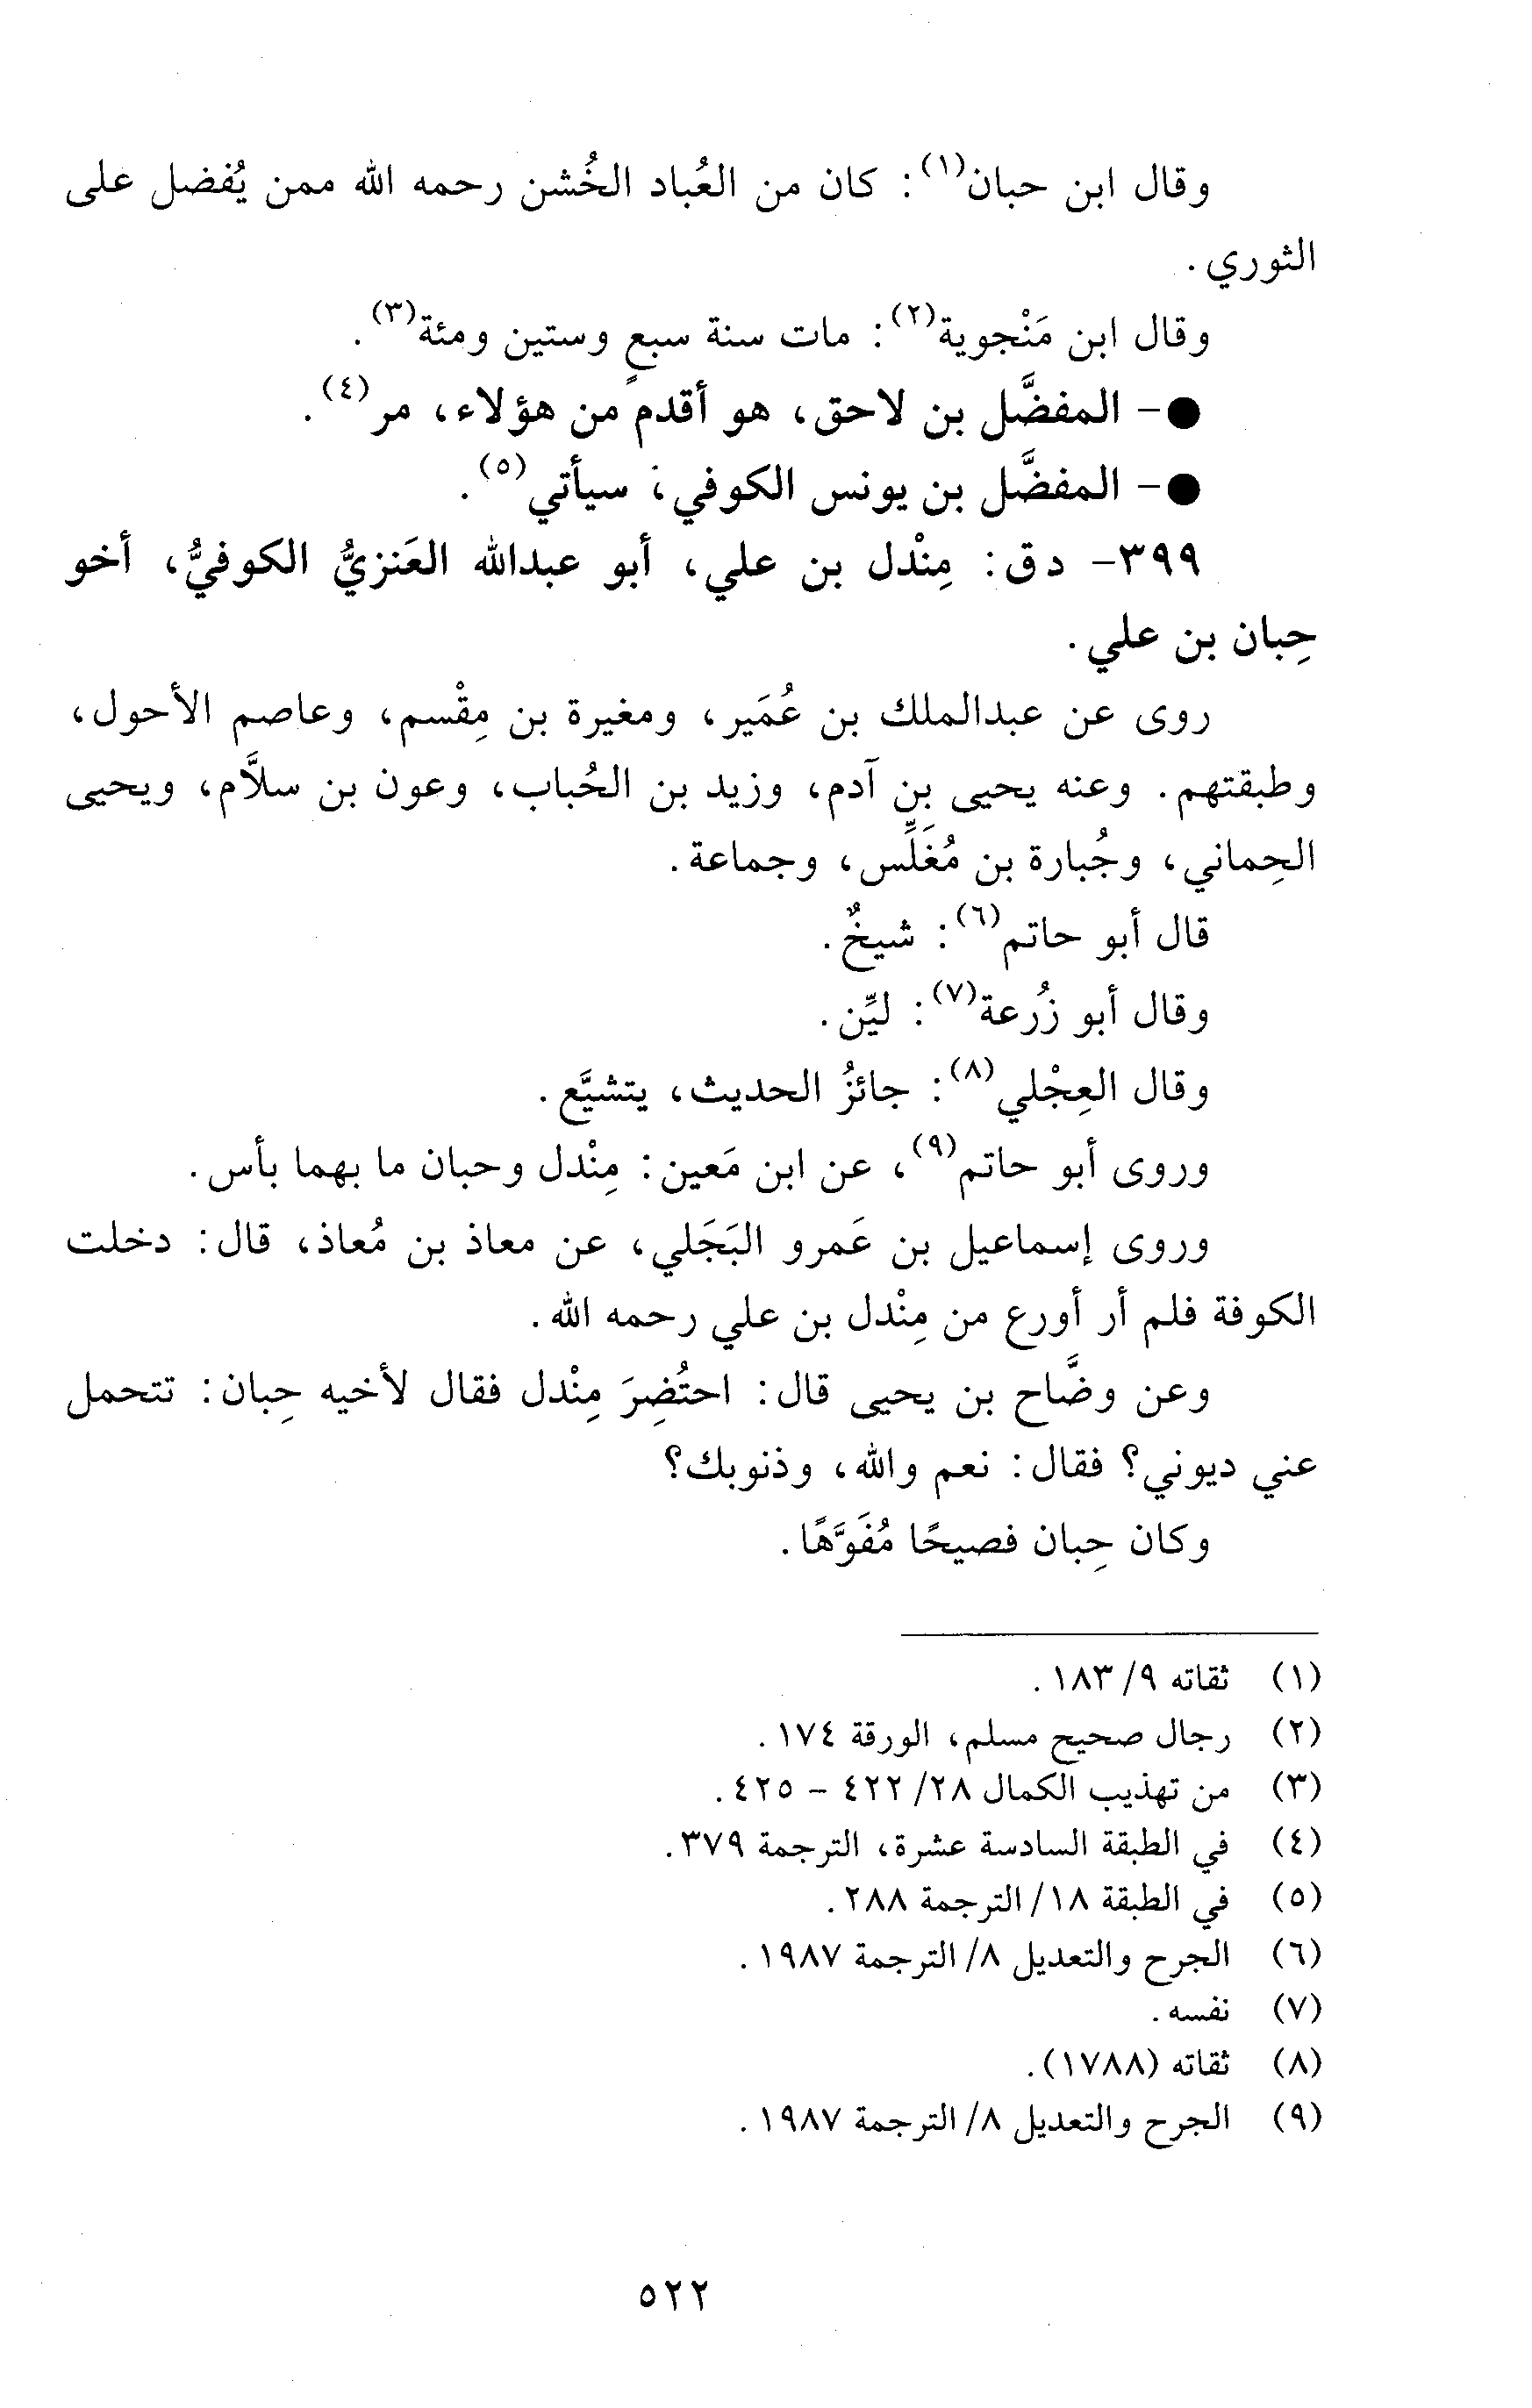 وقال ابن حبان(١): كان من العُباد الخُشن رحمه الله ممن يُفضل على
الثوري.
وقال ابن مَنْجوية(٢): مات سنة سبعٍ وستين ومئة(٣).
● - المفضَّل بن لاحق، هو أقدم من هؤلاء، مر(٤).
● - المفضَّل بن يونس الكوفي، سيأتي(٥).
٣٩٩- د ق: مِنْدل بن علي، أبو عبدالله العَنزيُّ الكوفيُّ، أخو
حِبان بن علي.
روى عن عبدالملك بن عُمَير، ومغيرة بن مِقْسم، وعاصم الأحول،
وطبقتهم. وعنه يحيى بن آدم، وزيد بن الحُباب، وعون بن سلاَّم، ويحيى
الحِماني، وجُبارة بن مُغَلِّس، وجماعة.
قال أبو حاتم(٦): شيخٌ.
وقال أبو زُرعة(٧): ليِّن.
وقال العِجْلي(٨): جائزُ الحديث، يتشيَّع.
وروى أبو حاتم(٩)، عن ابن مَعين: مِنْدل وحبان ما بهما بأس.
وروى إسماعيل بن عَمرو البَجَلي، عن معاذ بن مُعاذ، قال: دخلت
الكوفة فلم أر أورع من مِنْدل بن علي رحمه الله.
وعن وضَّاح بن يحيى قال: احتُضِرَ مِنْدل فقال لأخيه حِبان: تتحمل
عني ديوني؟ فقال: نعم والله، وذنوبك؟
وكان حِبان فصيحًا مُفَوَّهًا.
(١) ثقاته ٩/ ١٨٣.
(٢) رجال صحيح مسلم، الورقة ١٧٤.
(٣) من تهذيب الكمال ٢٨/ ٤٢٢ - ٤٢٥.
(٤) في الطبقة السادسة عشرة، الترجمة ٣٧٩.
(٥) في الطبقة ١٨/ الترجمة ٢٨٨.
(٦) الجرح والتعديل ٨/ الترجمة ١٩٨٧.
(٧) نفسه.
(٨) ثقاته (١٧٨٨).
(٩) الجرح والتعديل ٨/ الترجمة ١٩٨٧.
٥٢٢